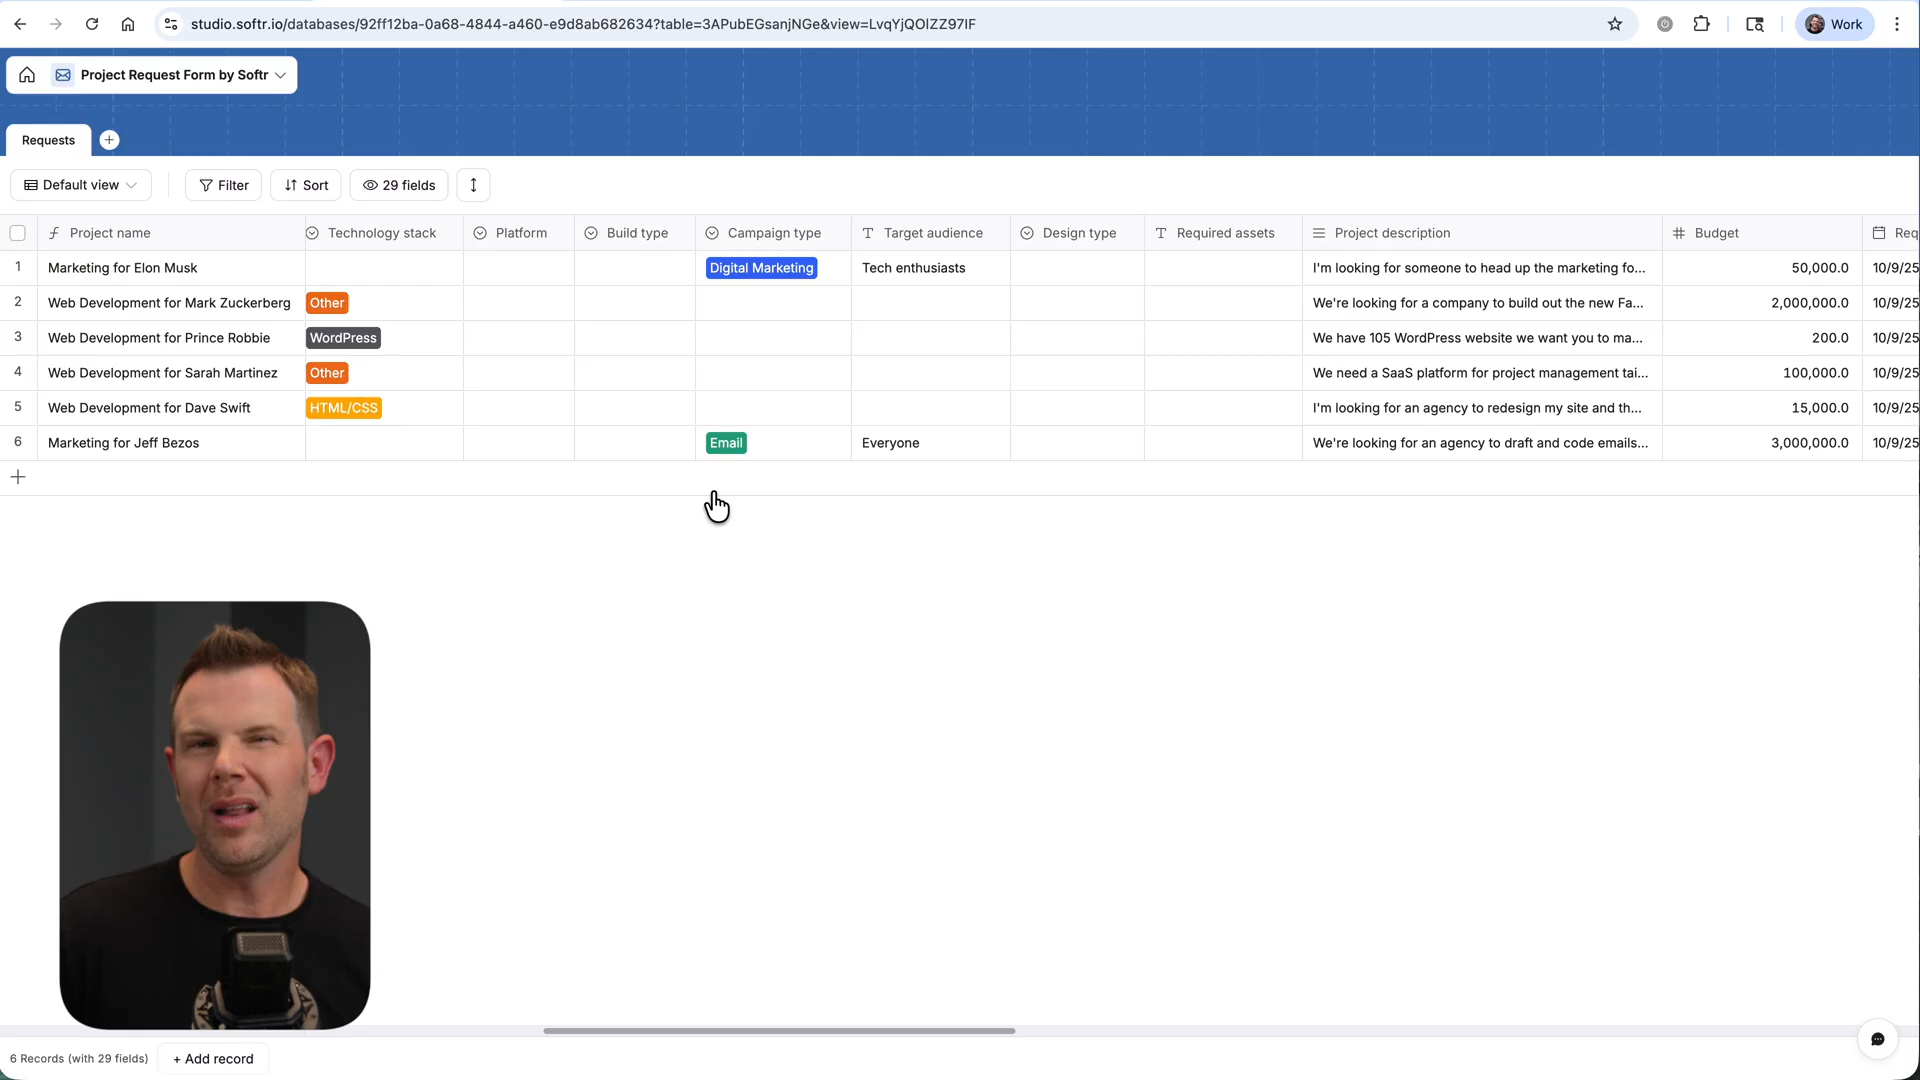 studio.softr.io/databases/92ff12ba-0a68-4844-a460-e9d8ab682634?table=3APubEGsanjNGe&view=LvqYjQOIZZ97IF
Work
Project Request Form by Softr
Requests
Default view
Filter
Sort
29 fields
Project name Technology stack Platform Build type Campaign type Target audience Design type Required assets Project description Budget Req
1 Marketing for Elon Musk Digital Marketing Tech enthusiasts I'm looking for someone to head up the marketing fo... 50,000.0 10/9/25
2 Web Development for Mark Zuckerberg Other We're looking for a company to build out the new Fa... 2,000,000.0 10/9/25
3 Web Development for Prince Robbie WordPress We have 105 WordPress website we want you to ma... 200.0 10/9/25
4 Web Development for Sarah Martinez Other We need a SaaS platform for project management tai... 100,000.0 10/9/25
5 Web Development for Dave Swift HTML/CSS I'm looking for an agency to redesign my site and th... 15,000.0 10/9/25
6 Marketing for Jeff Bezos Email Everyone We're looking for an agency to draft and code emails... 3,000,000.0 10/9/25
6 Records (with 29 fields)
+ Add record